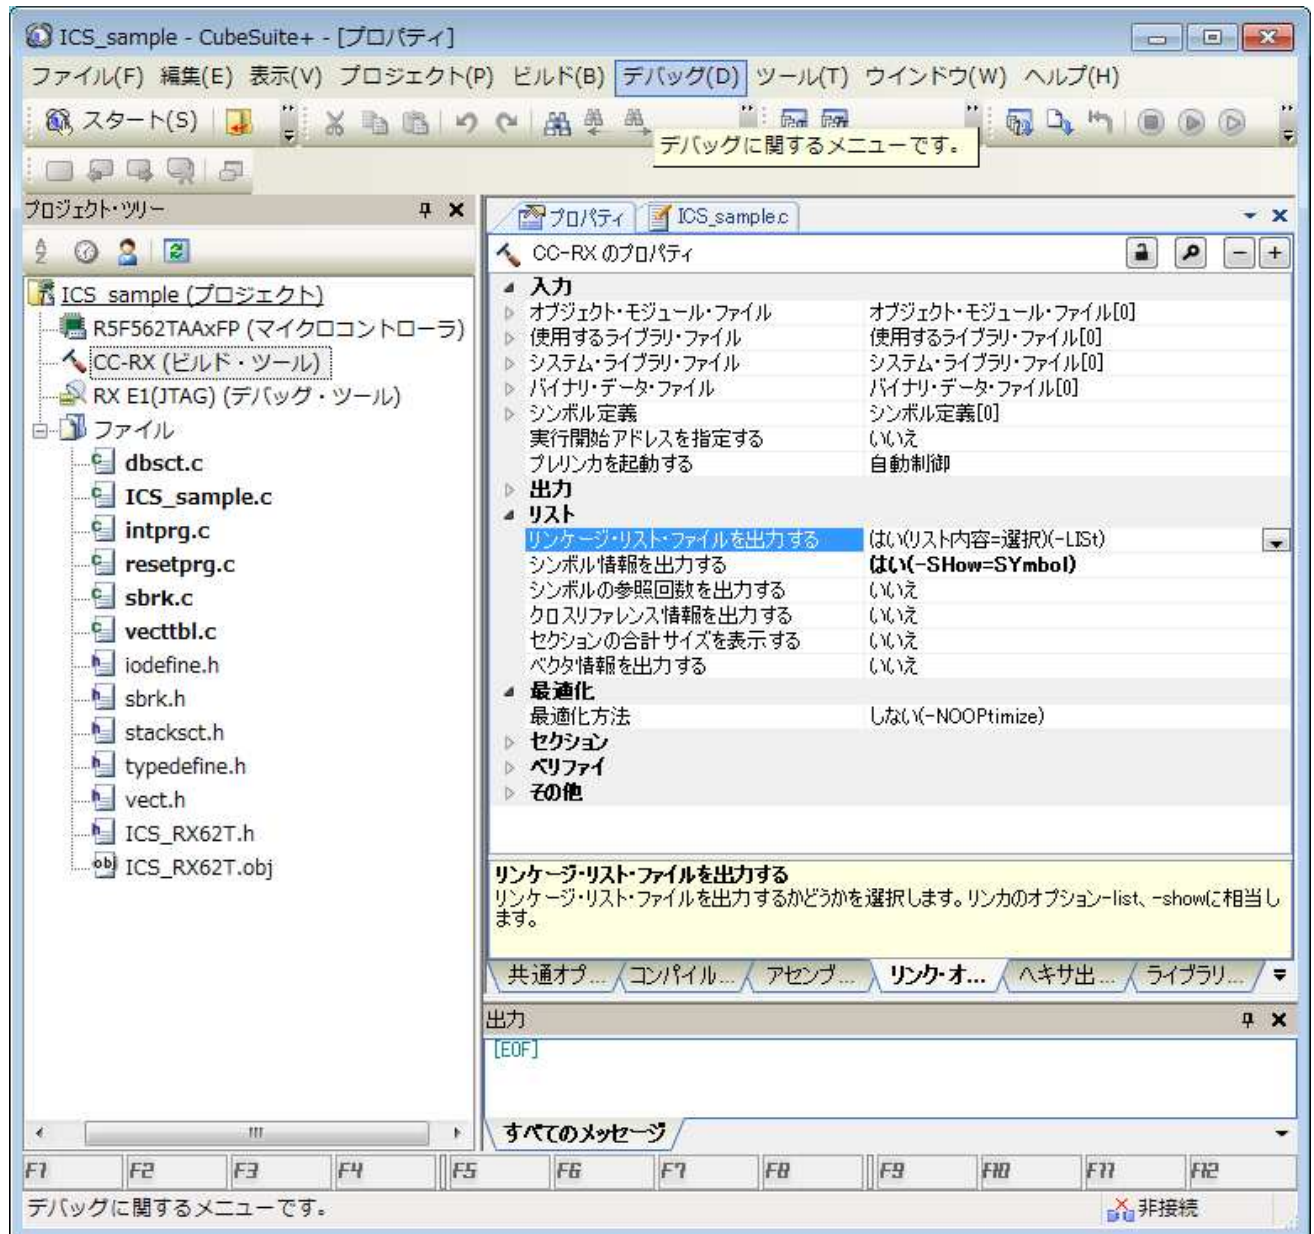 ICS_sample - CubeSuite+ - [プロパティ]
ファイル(F) 編集(E) 表示(V) プロジェクト(P) ビルド(B) デバッグ(D) ツール(T) ウインドウ(W) ヘルプ(H)
スタート(S)
デバッグに関するメニューです。
プロジェクト・ツリー
ICS_sample (プロジェクト)
R5F562TAAxFP (マイクロコントローラ)
CC-RX (ビルド・ツール)
RX E1(JTAG) (デバッグ・ツール)
ファイル
dbsct.c
ICS_sample.c
intprg.c
resetprg.c
sbrk.c
vecttbl.c
iodefine.h
sbrk.h
stacksct.h
typedefine.h
vect.h
ICS_RX62T.h
ICS_RX62T.obj
プロパティ ICS_sample.c
CC-RX のプロパティ
入力
オブジェクト・モジュール・ファイル オブジェクト・モジュール・ファイル[0]
使用するライブラリ・ファイル 使用するライブラリ・ファイル[0]
システム・ライブラリ・ファイル システム・ライブラリ・ファイル[0]
バイナリ・データ・ファイル バイナリ・データ・ファイル[0]
シンボル定義 シンボル定義[0]
実行開始アドレスを指定する いいえ
プレリンカを起動する 自動制御
出力
リスト
リンケージ・リスト・ファイルを出力する はい(リスト内容=選択)(-LISt)
シンボル情報を出力する はい(-SHow=SYmbol)
シンボルの参照回数を出力する いいえ
クロスリファレンス情報を出力する いいえ
セクションの合計サイズを表示する いいえ
ベクタ情報を出力する いいえ
最適化
最適化方法 しない(-NOOPtimize)
セクション
ベリファイ
その他
リンケージ・リスト・ファイルを出力する
リンケージ・リスト・ファイルを出力するかどうかを選択します。リンカのオプション-list、-showに相当し
ます。
共通オプ... コンパイル... アセンブ... リンク・オ... ヘキサ出... ライブラリ...
出力
[EOF]
すべてのメッセージ
F1 F2 F3 F4 F5 F6 F7 F8 F9 F10 F11 F12
デバッグに関するメニューです。 非接続